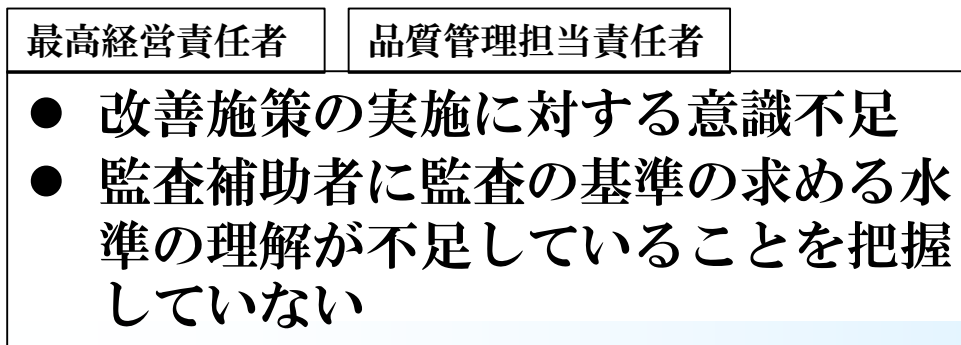 最高経営責任者 品質管理担当責任者
● 改善施策の実施に対する意識不足
● 監査補助者に監査の基準の求める水
準の理解が不足していることを把握
していない